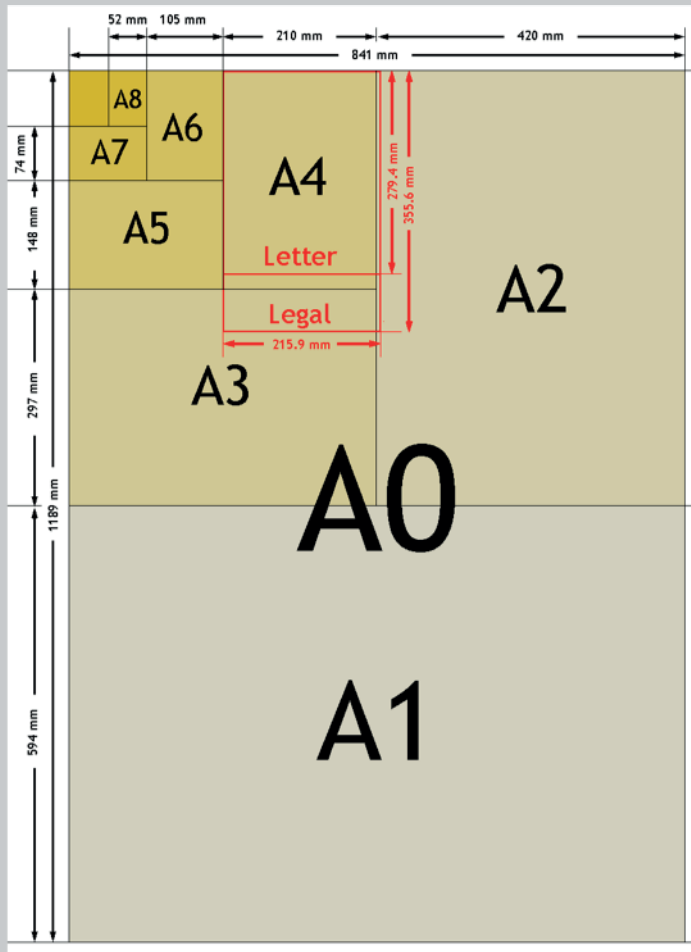 52 mm
105 mm
210 mm
420 mm
841 mm
A8
A7
A6
A5
A4
Letter
Legal
A3
A2
A0
A1
74 mm
148 mm
297 mm
1189 mm
594 mm
279.4 mm
355.6 mm
215.9 mm